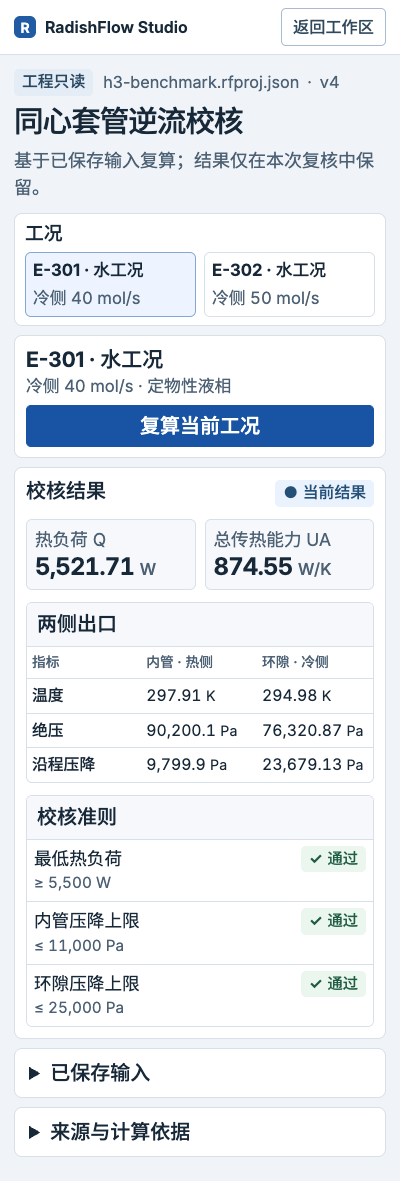 R RadishFlow Studio 返回工作区
工程只读 h3-benchmark.rfproj.json · v4
同心套管逆流校核
基于已保存输入复算；结果仅在本次复核中保
留。
工况
E-301 · 水工况 E-302 · 水工况
冷侧 40 mol/s 冷侧 50 mol/s
E-301 · 水工况
冷侧 40 mol/s · 定物性液相
复算当前工况
校核结果 ● 当前结果
热负荷 Q 总传热能力 UA
5,521.71 W 874.55 W/K
两侧出口
指标 内管 · 热侧 环隙 · 冷侧
温度 297.91 K 294.98 K
绝压 90,200.1 Pa 76,320.87 Pa
沿程压降 9,799.9 Pa 23,679.13 Pa
校核准则
最低热负荷 ✓ 通过
≥ 5,500 W
内管压降上限 ✓ 通过
≤ 11,000 Pa
环隙压降上限 ✓ 通过
≤ 25,000 Pa
▶ 已保存输入
▶ 来源与计算依据